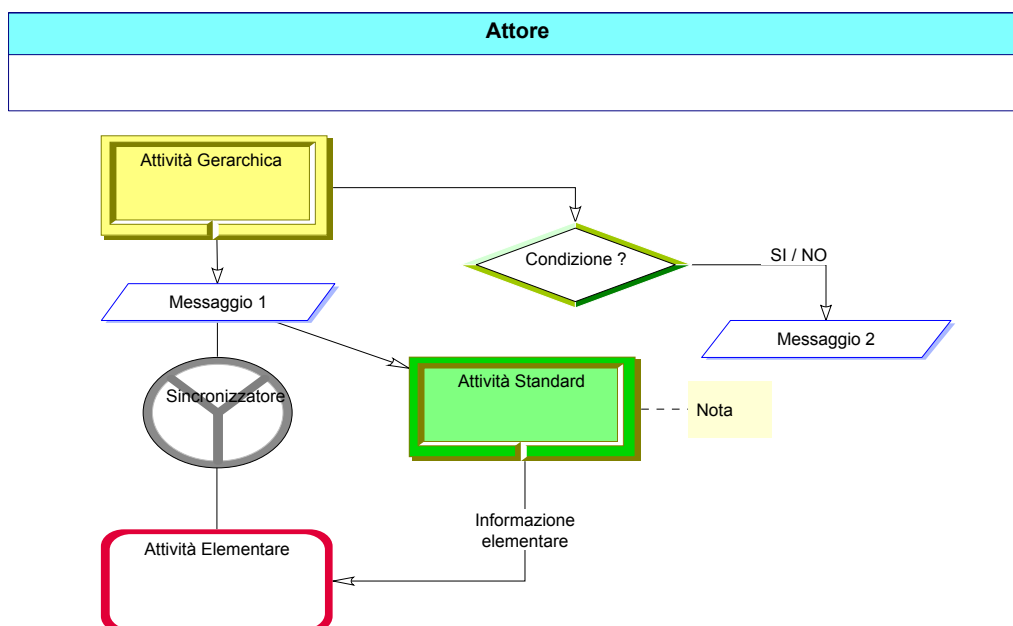 Attore
Attività Gerarchica
Condizione ?
SI / NO
Messaggio 1
Messaggio 2
Sincronizzatore
Attività Standard
Nota
Informazione
elementare
Attività Elementare